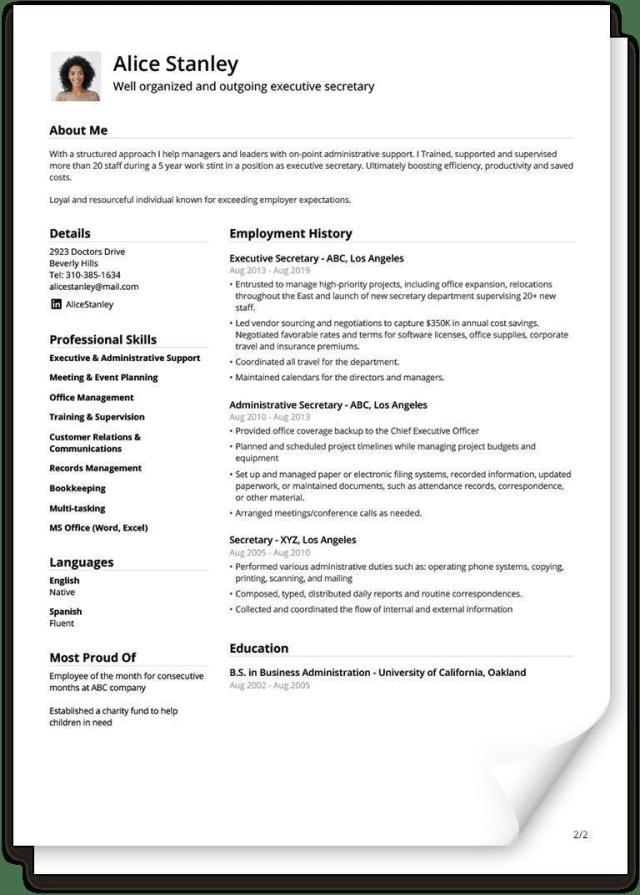 Alice Stanley
Well organized and outgoing executive secretary
About Me
With a structured approach I help managers and leaders with on-point administrative support. I Trained, supported and supervised
more than 20 staff during a 5 year work stint in a position as executive secretary. Ultimately boosting efficiency, productivity and saved
costs.
Loyal and resourceful individual known for exceeding employer expectations.
Details
2923 Doctors Drive
Beverly Hills
Tel: 310-385-1634
alicestanley@mail.com
in AliceStanley
Professional Skills
Executive & Administrative Support
Meeting & Event Planning
Office Management
Training & Supervision
Customer Relations &
Communications
Records Management
Bookkeeping
Multi-tasking
MS Office (Word, Excel)
Languages
English
Native
Spanish
Fluent
Most Proud Of
Employee of the month for consecutive
months at ABC company
Established a charity fund to help
children in need
Employment History
Executive Secretary - ABC, Los Angeles
Aug 2013 - Aug 2019
• Entrusted to manage high-priority projects, including office expansion, relocations
throughout the East and launch of new secretary department supervising 20+ new
staff.
• Led vendor sourcing and negotiations to capture $350K in annual cost savings.
Negotiated favorable rates and terms for software licenses, office supplies, corporate
travel and insurance premiums.
• Coordinated all travel for the department.
• Maintained calendars for the directors and managers.
Administrative Secretary - ABC, Los Angeles
Aug 2010 - Aug 2013
• Provided office coverage backup to the Chief Executive Officer
• Planned and scheduled project timelines while managing project budgets and
equipment
• Set up and managed paper or electronic filing systems, recorded information, updated
paperwork, or maintained documents, such as attendance records, correspondence,
or other material.
• Arranged meetings/conference calls as needed.
Secretary - XYZ, Los Angeles
Aug 2005 - Aug 2010
• Performed various administrative duties such as: operating phone systems, copying,
printing, scanning, and mailing
• Composed, typed, distributed daily reports and routine correspondences.
• Collected and coordinated the flow of internal and external information
Education
B.S. in Business Administration - University of California, Oakland
Aug 2002 - Aug 2005
2/2